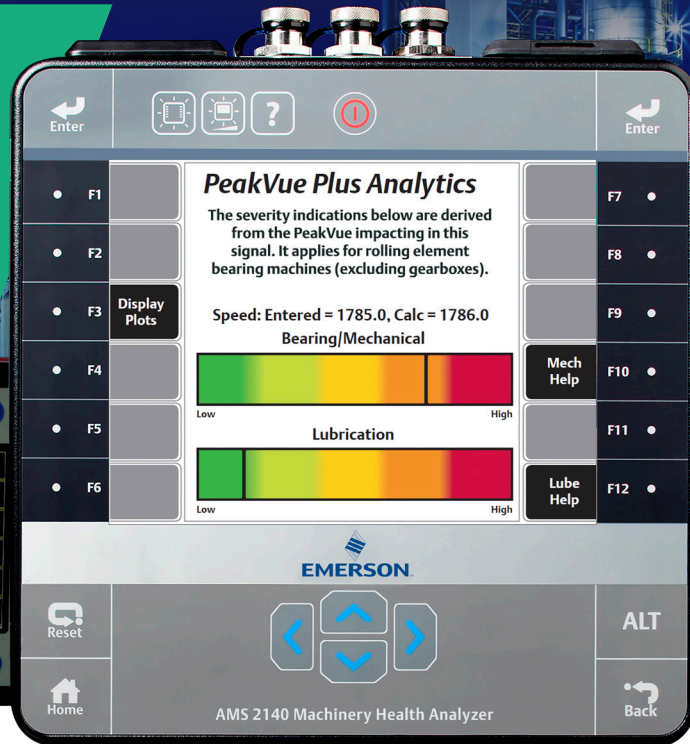 Enter
?
Enter
F1
F2
F3
F4
F5
F6
Display
Plots
PeakVue Plus Analytics
The severity indications below are derived
from the PeakVue impacting in this
signal. It applies for rolling element
bearing machines (excluding gearboxes).
Speed: Entered = 1785.0, Calc = 1786.0
Bearing/Mechanical
Low High
Lubrication
Low High
Mech
Help
Lube
Help
F7
F8
F9
F10
F11
F12
EMERSON
Reset
Home
ALT
Back
AMS 2140 Machinery Health Analyzer